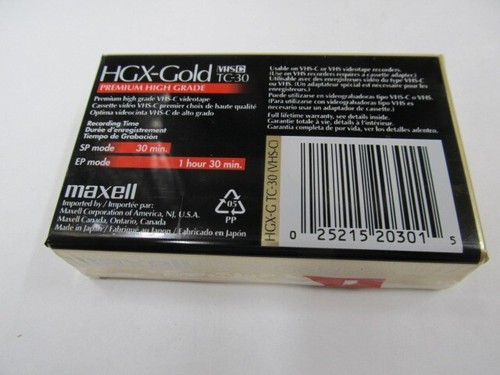 HGX-Gold VHSC TC-30
PREMIUM HIGH GRADE
Premium high grade VHS-C videotape
Cassette vidéo VHS-C premier choix de haute qualité
Optima videocinta VHS-C de alto grado
Recording Time
Durée d'enregistrement
Tiempo de Grabación
SP mode 30 min.
EP mode 1 hour 30 min.
maxell
Imported by / Importée par:
Maxell Corporation of America, NJ, U.S.A.
Maxell Canada, Ontario, Canada
Made in Japan / Fabriqué au Japon / Fabricado en Japón
05
PP
Usable on VHS-C or VHS videotape recorders.
(Use on VHS recorders requires a cassette adapter.)
Utilisable avec des enregistreurs vidéo du type VHS-C
ou VHS. (Un adaptateur spécial est nécessaire pour les
enregistreurs.)
Puede utilizarse en videograbadoras tipo VHS-C o VHS.
(Para utilizarse con videograbadoras tipo VHS es
necesario usar un adaptador de cassette.)
Full lifetime warranty, see details inside.
Garantie totale à vie, détails à l'intérieur.
Garantía completa de por vida, ver los detalles adentro.
HGX-G TC-30 (VHS-C)
0 25215 20301 5